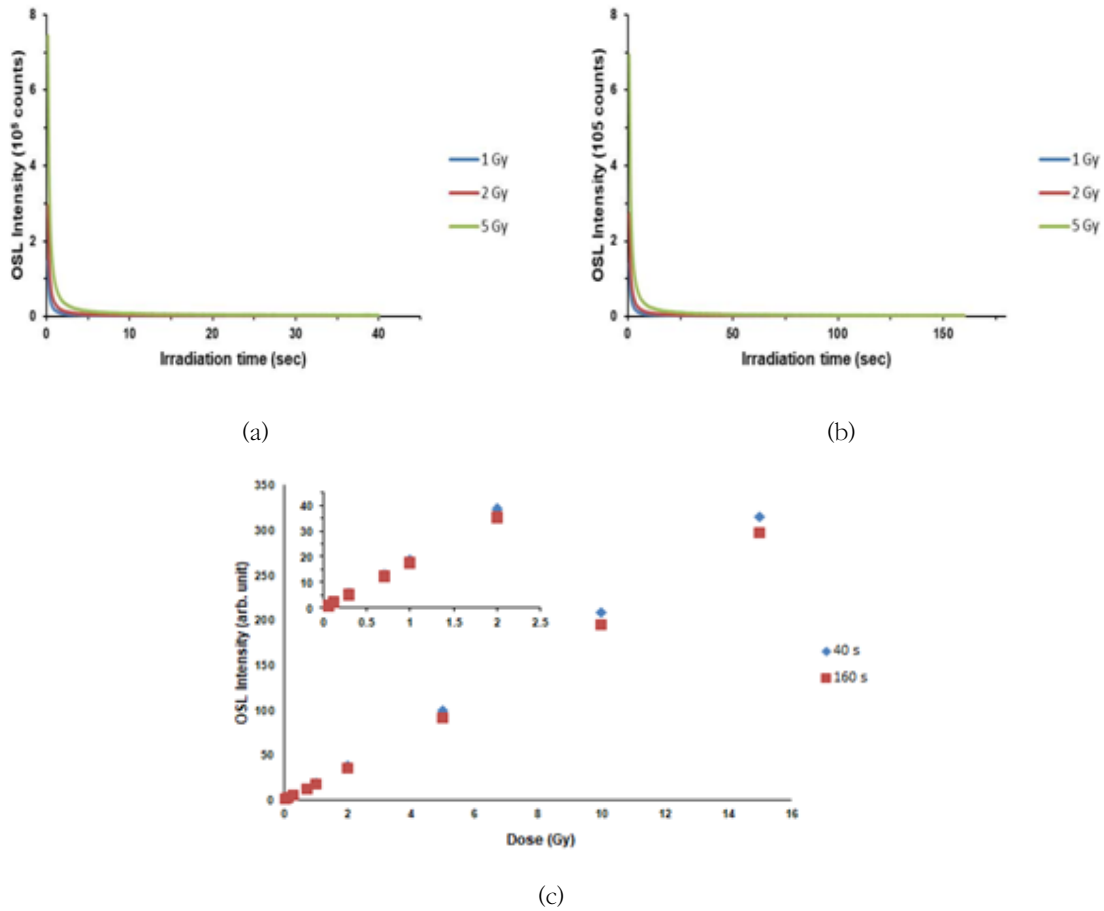 8
6
4
2
0
OSL Intensity (10⁵ counts)
0 10 20 30 40
Irradiation time (sec)
1 Gy
2 Gy
5 Gy
(a)
8
6
4
2
0
OSL Intensity (105 counts)
0 50 100 150
Irradiation time (sec)
1 Gy
2 Gy
5 Gy
(b)
350
300
250
200
150
100
50
0
OSL Intensity (arb. unit)
40
30
20
10
0
0 0.5 1 1.5 2 2.5
0 2 4 6 8 10 12 14 16
Dose (Gy)
40 s
160 s
(c)